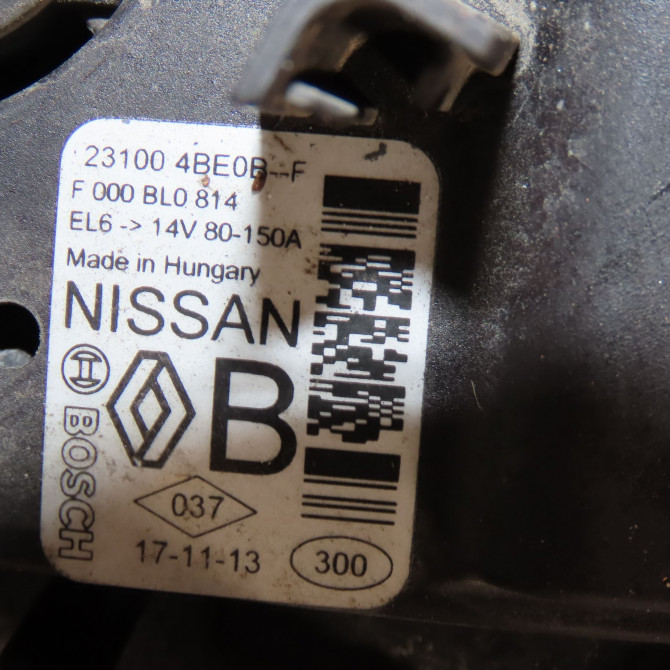 23100 4BE0B--F
F 000 BL0 814
EL6 -> 14V 80-150A
Made in Hungary
NISSAN
B
BOSCH
037
17-11-13
300